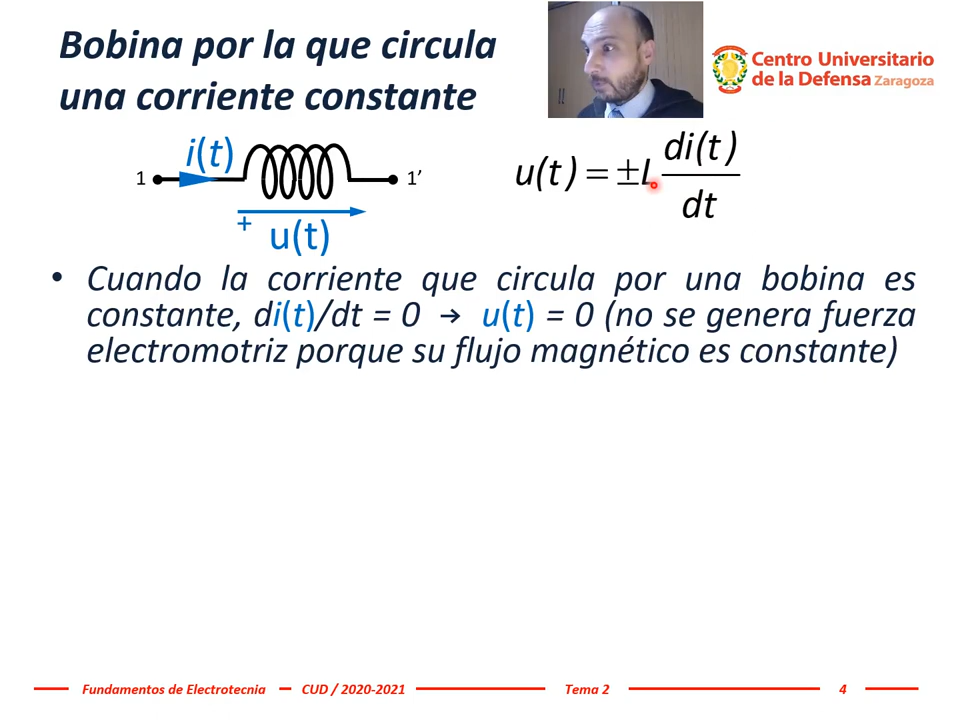 Bobina por la que circula
una corriente constante
Centro Universitario
de la Defensa Zaragoza
i(t)
1
1’
+ u(t)
u(t) = ±L di(t)/dt
• Cuando la corriente que circula por una bobina es
constante, di(t)/dt = 0 → u(t) = 0 (no se genera fuerza
electromotriz porque su flujo magnético es constante)
Fundamentos de Electrotecnia
CUD / 2020-2021
Tema 2
4